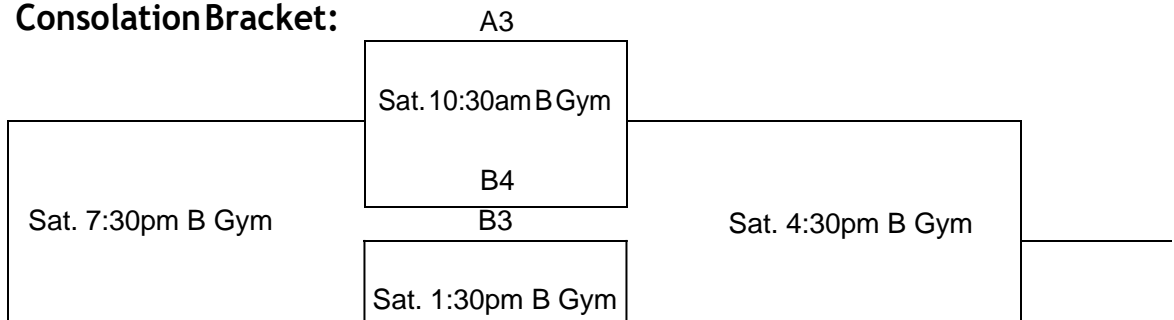 Consolation Bracket:
A3
Sat. 10:30am B Gym
B4
Sat. 7:30pm B Gym
B3
Sat. 4:30pm B Gym
Sat. 1:30pm B Gym